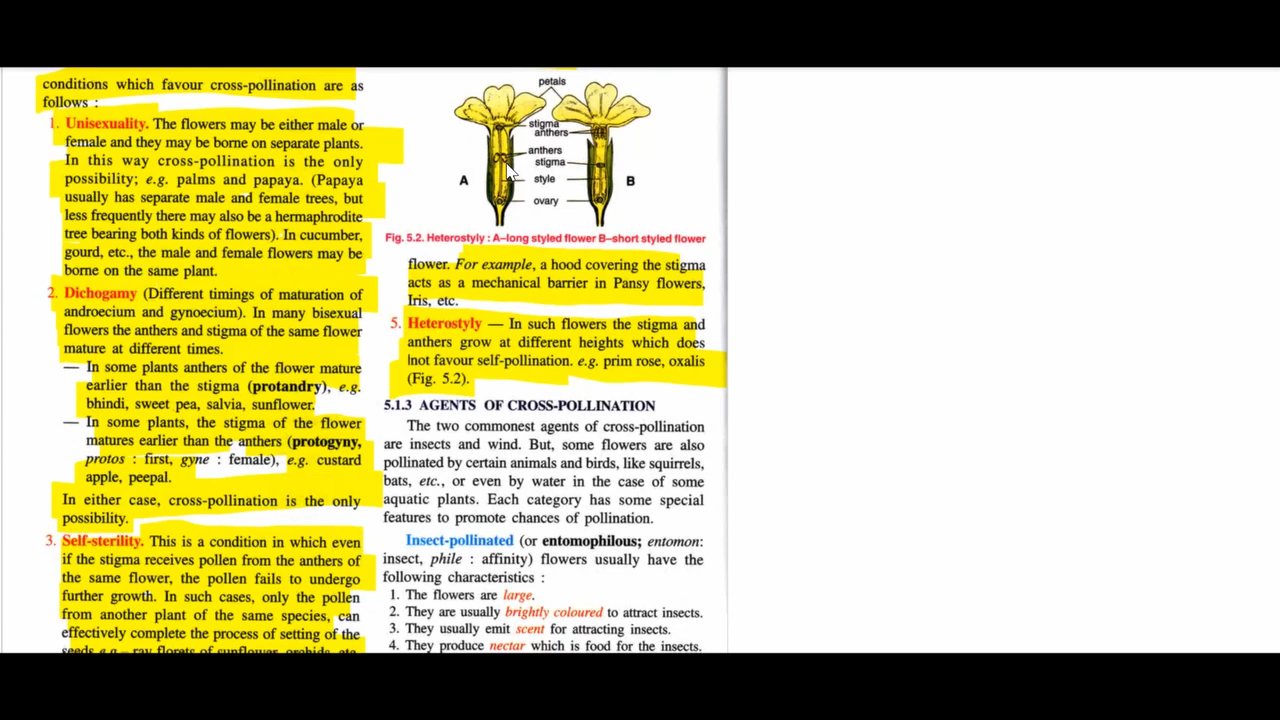 conditions which favour cross-pollination are as
follows :
1. Unisexuality. The flowers may be either male or
female and they may be borne on separate plants.
In this way cross-pollination is the only
possibility; e.g. palms and papaya. (Papaya
usually has separate male and female trees, but
less frequently there may also be a hermaphrodite
tree bearing both kinds of flowers). In cucumber,
gourd, etc., the male and female flowers may be
borne on the same plant.
2. Dichogamy (Different timings of maturation of
androecium and gynoecium). In many bisexual
flowers the anthers and stigma of the same flower
mature at different times.
— In some plants anthers of the flower mature
earlier than the stigma (protandry), e.g.
bhindi, sweet pea, salvia, sunflower.
— In some plants, the stigma of the flower
matures earlier than the anthers (protogyny,
protos : first, gyne : female), e.g. custard
apple, peepal.
In either case, cross-pollination is the only
possibility.
3. Self-sterility. This is a condition in which even
if the stigma receives pollen from the anthers of
the same flower, the pollen fails to undergo
further growth. In such cases, only the pollen
from another plant of the same species, can
effectively complete the process of setting of the
seeds e.g.– ray florets of sunflower, orchids, etc.
petals
stigma
anthers
anthers
stigma
A
style
B
ovary
Fig. 5.2. Heterostyly : A–long styled flower B–short styled flower
flower. For example, a hood covering the stigma
acts as a mechanical barrier in Pansy flowers,
Iris, etc.
5. Heterostyly — In such flowers the stigma and
anthers grow at different heights which does
not favour self-pollination. e.g. prim rose, oxalis
(Fig. 5.2).
5.1.3 AGENTS OF CROSS-POLLINATION
The two commonest agents of cross-pollination
are insects and wind. But, some flowers are also
pollinated by certain animals and birds, like squirrels,
bats, etc., or even by water in the case of some
aquatic plants. Each category has some special
features to promote chances of pollination.
Insect-pollinated (or entomophilous; entomon:
insect, phile : affinity) flowers usually have the
following characteristics :
1. The flowers are large.
2. They are usually brightly coloured to attract insects.
3. They usually emit scent for attracting insects.
4. They produce nectar which is food for the insects.